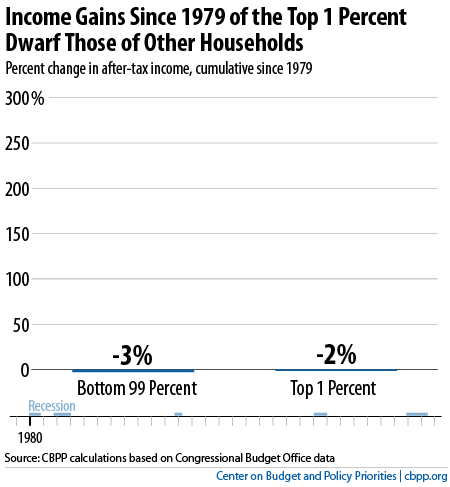 Income Gains Since 1979 of the Top 1 Percent
Dwarf Those of Other Households
Percent change in after-tax income, cumulative since 1979
300%
250
200
150
100
50
0
-3%
-2%
Bottom 99 Percent
Top 1 Percent
Recession
1980
Source: CBPP calculations based on Congressional Budget Office data
Center on Budget and Policy Priorities | cbpp.org